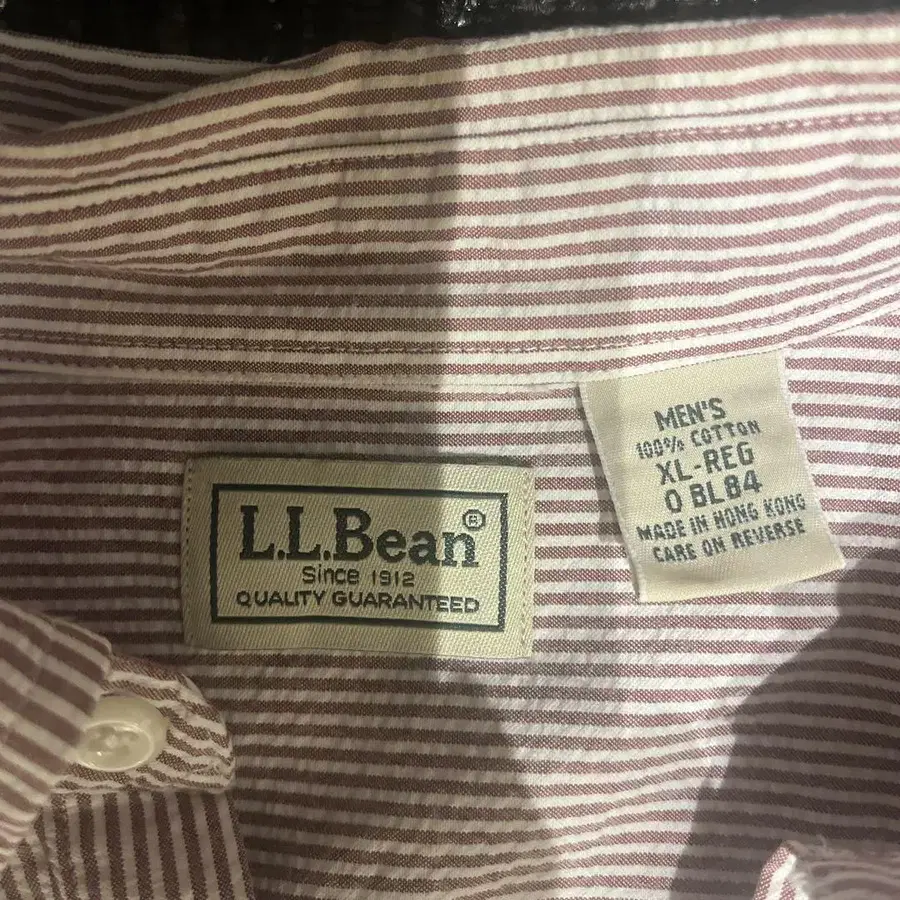 L.L.Bean®
Since 1912
QUALITY GUARANTEED
MEN'S
100% COTTON
XL-REG
0 BL84
MADE IN HONG KONG
CARE ON REVERSE